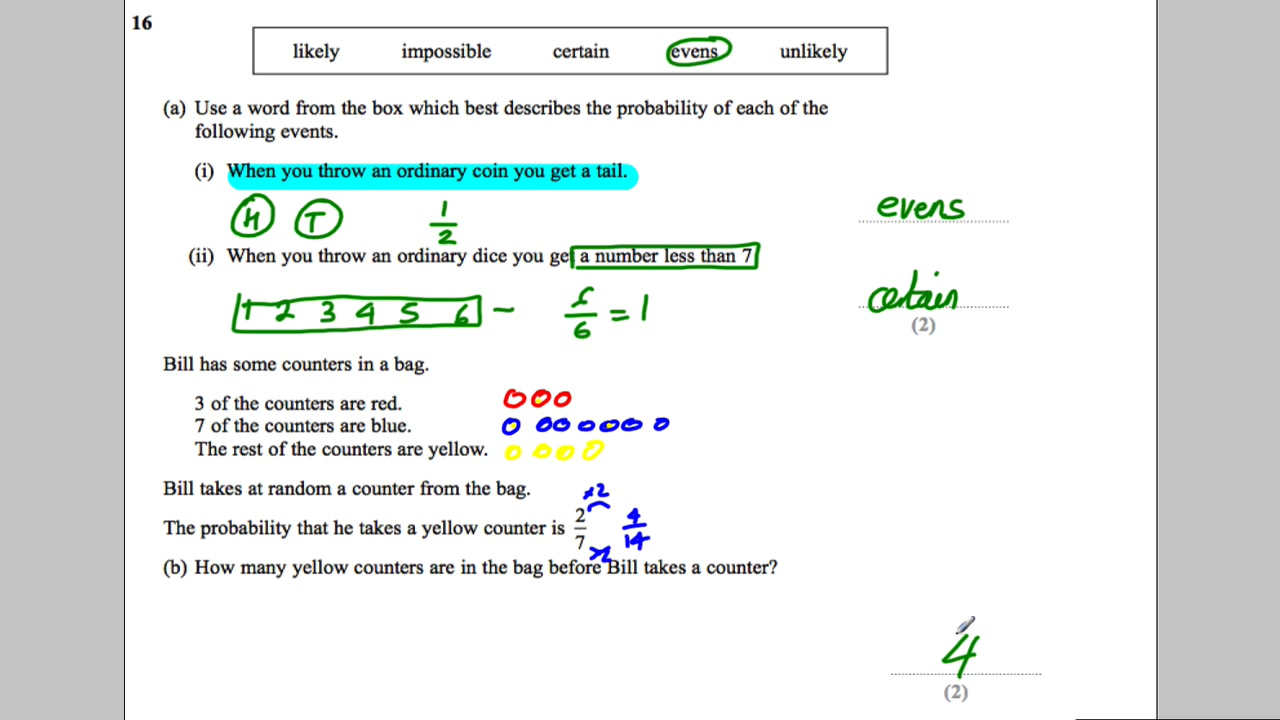 16
likely impossible certain evens unlikely
(a) Use a word from the box which best describes the probability of each of the
following events.
(i) When you throw an ordinary coin you get a tail.
H T 1/2
evens
(ii) When you throw an ordinary dice you get a number less than 7
1 2 3 4 5 6 – 6/6 = 1
certain
(2)
Bill has some counters in a bag.
3 of the counters are red.
7 of the counters are blue.
The rest of the counters are yellow.
Bill takes at random a counter from the bag.
×2
The probability that he takes a yellow counter is 2/7 4/14
×2
(b) How many yellow counters are in the bag before Bill takes a counter?
4
(2)